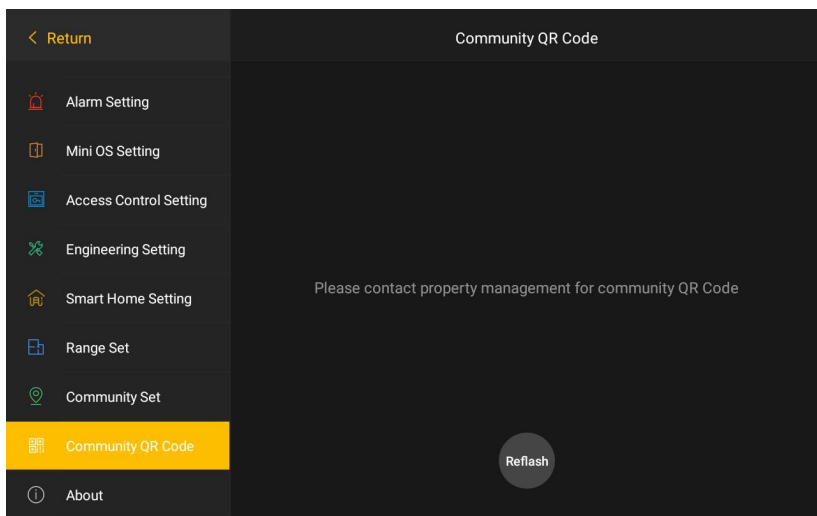 Return
Community QR Code
Alarm Setting
Mini OS Setting
Access Control Setting
Engineering Setting
Smart Home Setting
Please contact property management for community QR Code
Range Set
Community Set
Community QR Code
Reflash
About